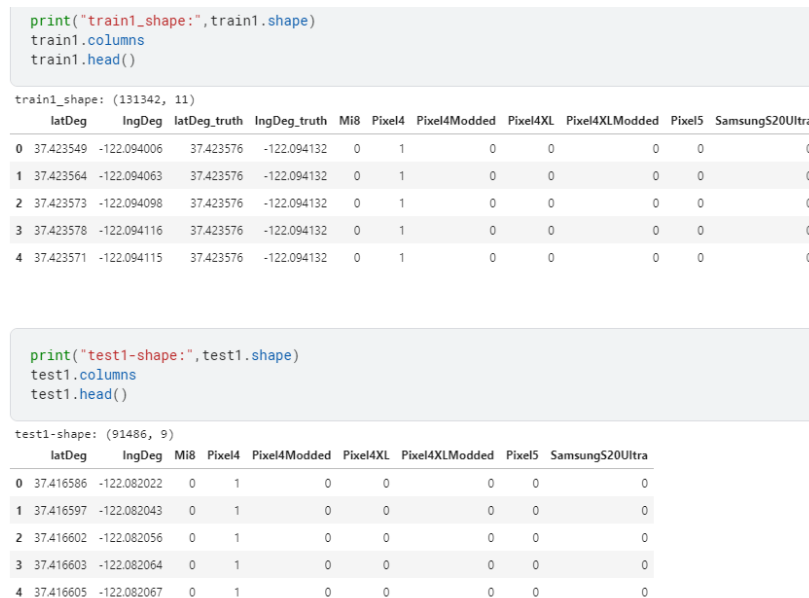 print("train1_shape:",train1.shape)
train1.columns
train1.head()
train1_shape: (131342, 11)
latDeg lngDeg latDeg_truth lngDeg_truth Mi8 Pixel4 Pixel4Modded Pixel4XL Pixel4XLModded Pixel5 SamsungS20Ultra
0 37.423549 -122.094006 37.423576 -122.094132 0 1 0 0 0 0 0
1 37.423564 -122.094063 37.423576 -122.094132 0 1 0 0 0 0 0
2 37.423573 -122.094098 37.423576 -122.094132 0 1 0 0 0 0 0
3 37.423578 -122.094116 37.423576 -122.094132 0 1 0 0 0 0 0
4 37.423571 -122.094115 37.423576 -122.094132 0 1 0 0 0 0 0
print("test1-shape:",test1.shape)
test1.columns
test1.head()
test1-shape: (91486, 9)
latDeg lngDeg Mi8 Pixel4 Pixel4Modded Pixel4XL Pixel4XLModded Pixel5 SamsungS20Ultra
0 37.416586 -122.082022 0 1 0 0 0 0 0
1 37.416597 -122.082043 0 1 0 0 0 0 0
2 37.416602 -122.082056 0 1 0 0 0 0 0
3 37.416603 -122.082064 0 1 0 0 0 0 0
4 37.416605 -122.082067 0 1 0 0 0 0 0